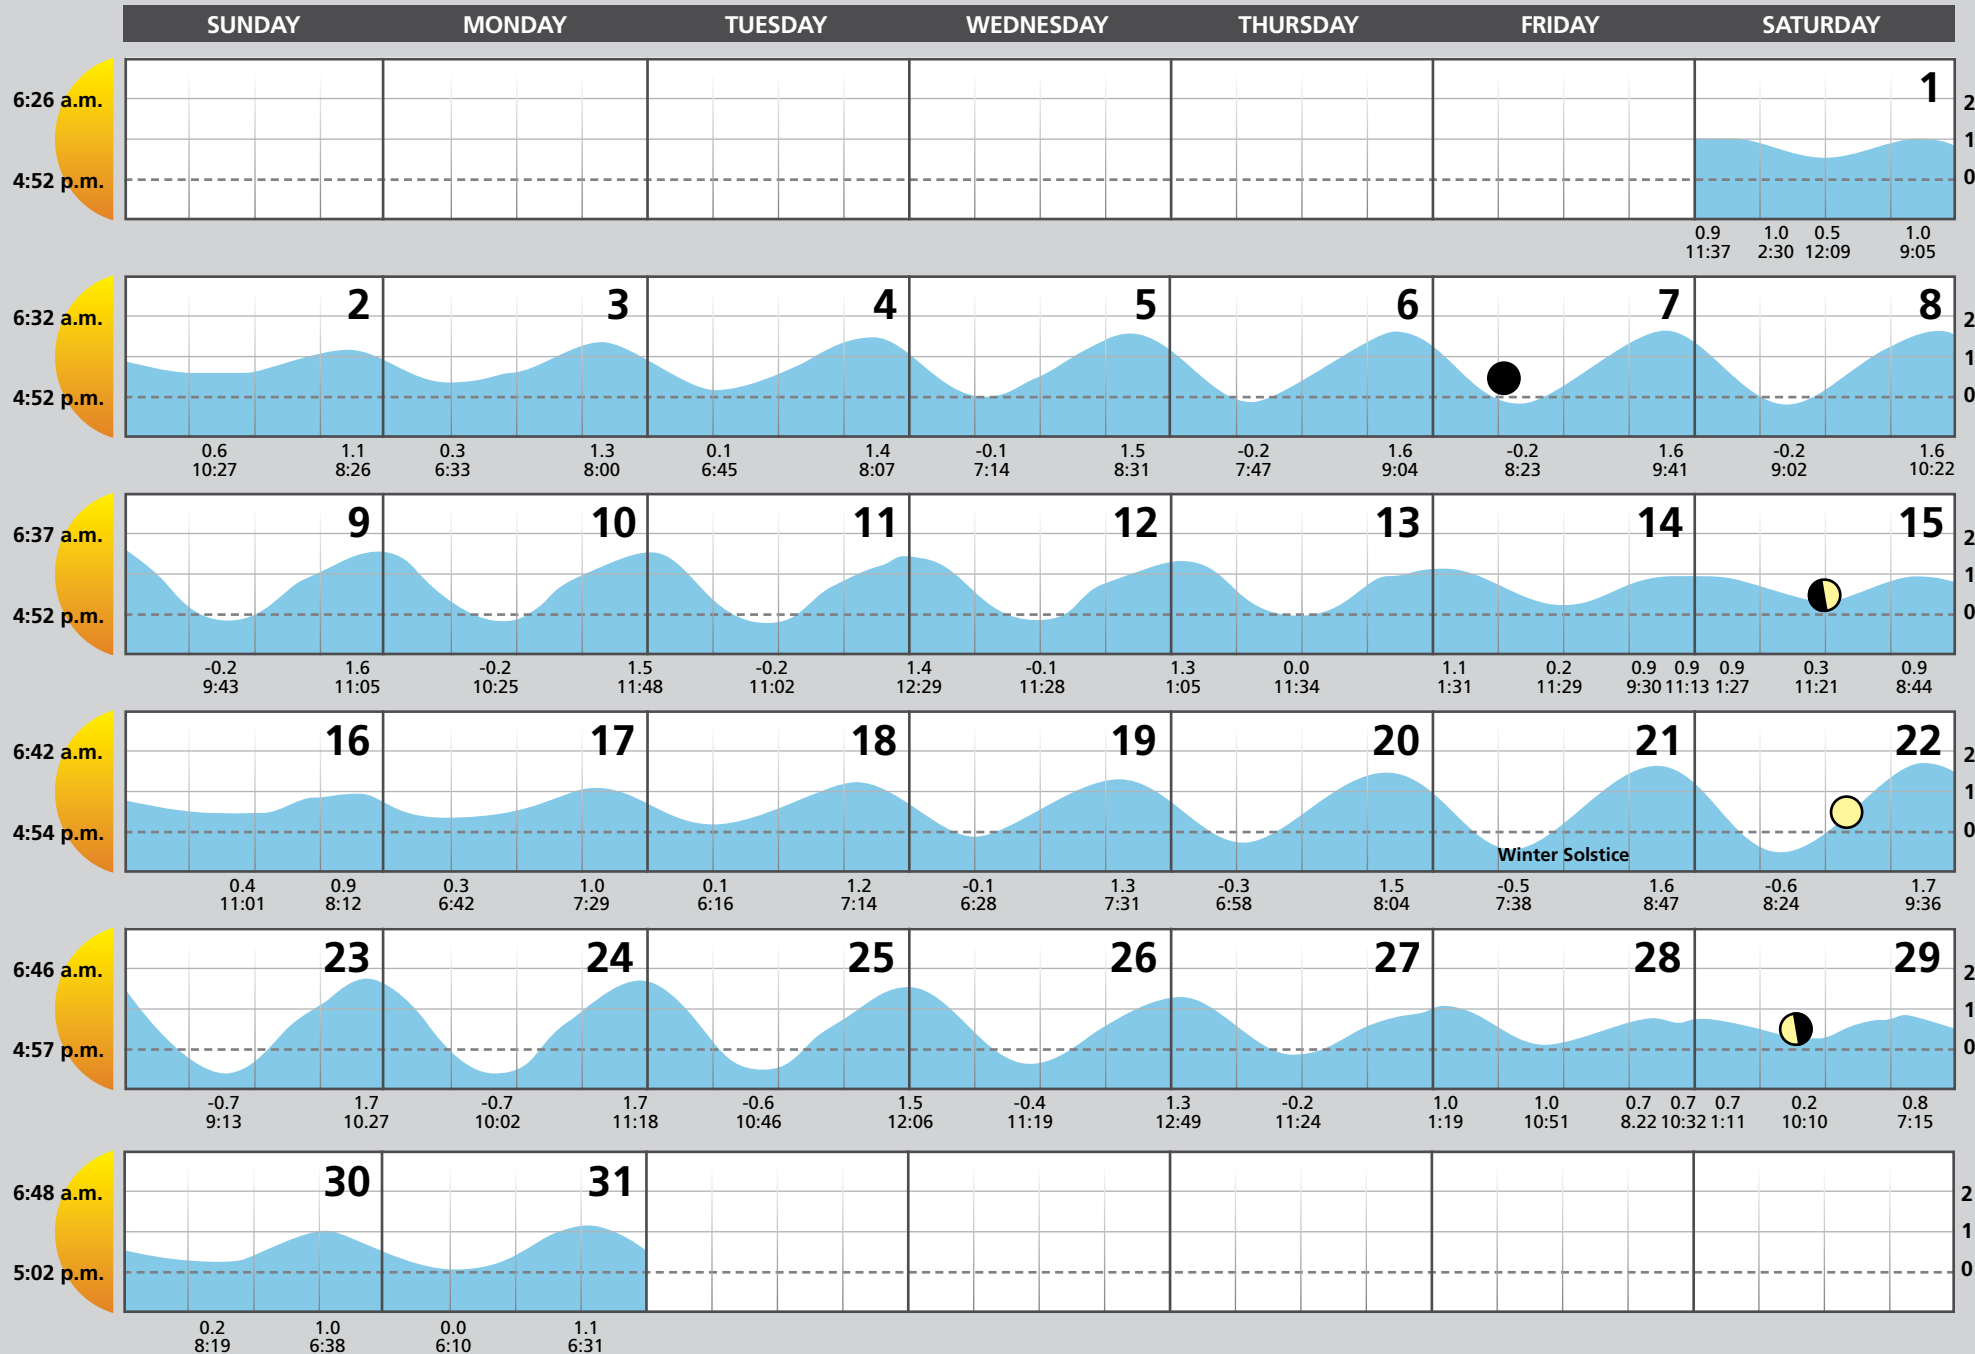 SUNDAY MONDAY TUESDAY WEDNESDAY THURSDAY FRIDAY SATURDAY
1
6:26 a.m. 2
1
4:52 p.m. 0
0.9 1.0 0.5 1.0
11:37 2:30 12:09 9:05
2 3 4 5 6 7 8
6:32 a.m. 2
1
4:52 p.m. 0
0.6 1.1 0.3 1.3 0.1 1.4 -0.1 1.5 -0.2 1.6 -0.2 1.6 -0.2 1.6
10:27 8:26 6:33 8:00 6:45 8:07 7:14 8:31 7:47 9:04 8:23 9:41 9:02 10:22
9 10 11 12 13 14 15
6:37 a.m. 2
1
4:52 p.m. 0
-0.2 1.6 -0.2 1.5 -0.2 1.4 -0.1 1.3 0.0 1.1 0.2 0.9 0.9 0.9 0.3 0.9
9:43 11:05 10:25 11:48 11:02 12:29 11:28 1:05 11:34 1:31 11:29 9:30 11:13 1:27 11:21 8:44
16 17 18 19 20 21 22
6:42 a.m. 2
1
4:54 p.m. 0
Winter Solstice
0.4 0.9 0.3 1.0 0.1 1.2 -0.1 1.3 -0.3 1.5 -0.5 1.6 -0.6 1.7
11:01 8:12 6:42 7:29 6:16 7:14 6:28 7:31 6:58 8:04 7:38 8:47 8:24 9:36
23 24 25 26 27 28 29
6:46 a.m. 2
1
4:57 p.m. 0
-0.7 1.7 -0.7 1.7 -0.6 1.5 -0.4 1.3 -0.2 1.0 1.0 0.7 0.7 0.7 0.2 0.8
9:13 10.27 10:02 11:18 10:46 12:06 11:19 12:49 11:24 1:19 10:51 8.22 10:32 1:11 10:10 7:15
30 31
6:48 a.m. 2
1
5:02 p.m. 0
0.2 1.0 0.0 1.1
8:19 6:38 6:10 6:31